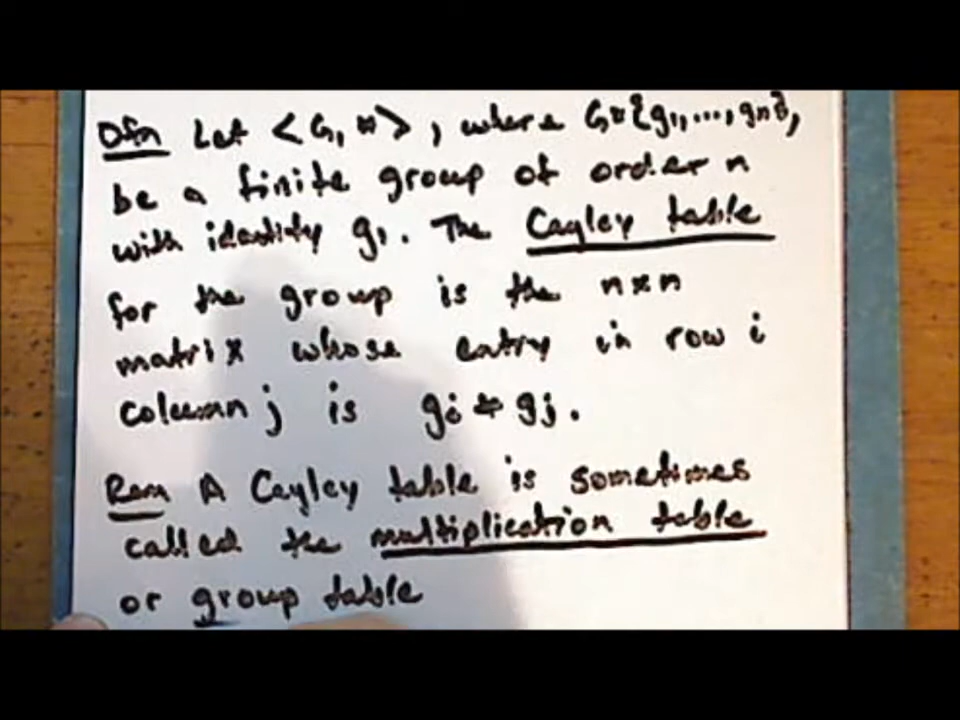 Dfn Let <G, *>, where G={g1,...,gn},
be a finite group of order n
with identity g1. The Cayley table
for the group is the n×n
matrix whose entry in row i
column j is gi * gj.
Rem A Cayley table is sometimes
called the multiplication table
or group table